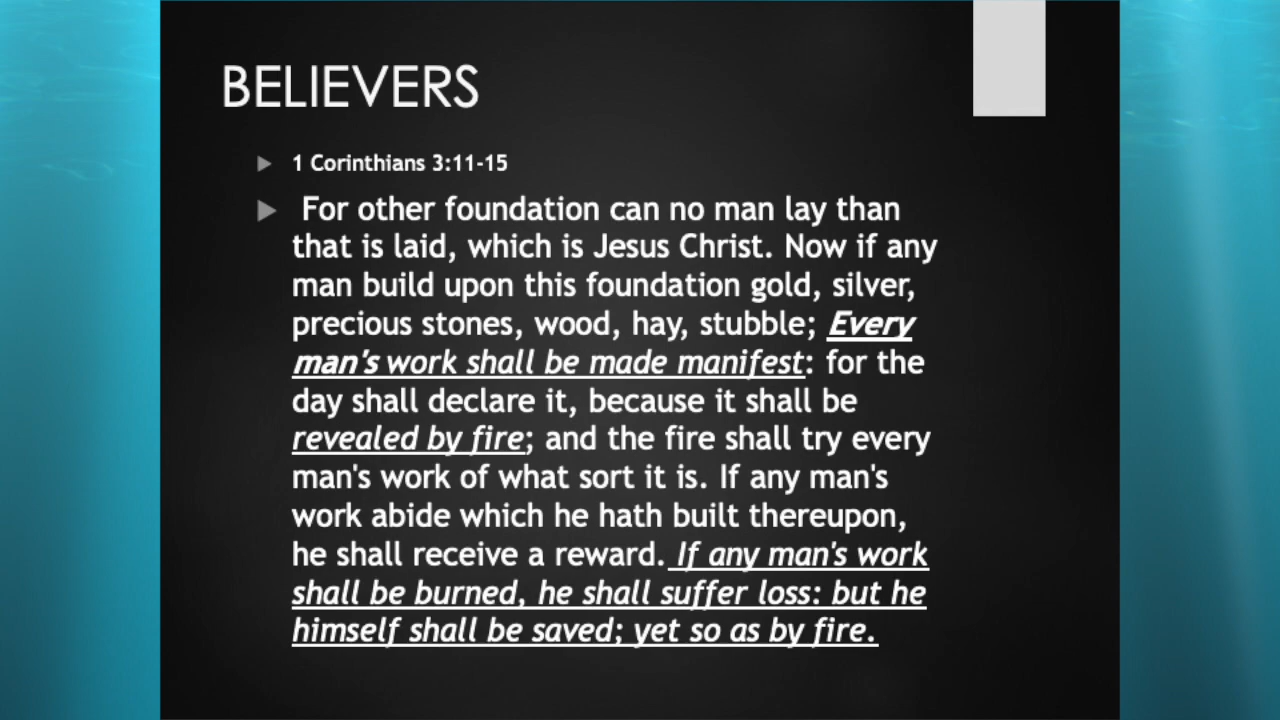 BELIEVERS
1 Corinthians 3:11-15
For other foundation can no man lay than
that is laid, which is Jesus Christ. Now if any
man build upon this foundation gold, silver,
precious stones, wood, hay, stubble; Every
man's work shall be made manifest: for the
day shall declare it, because it shall be
revealed by fire; and the fire shall try every
man's work of what sort it is. If any man's
work abide which he hath built thereupon,
he shall receive a reward. If any man's work
shall be burned, he shall suffer loss: but he
himself shall be saved; yet so as by fire.